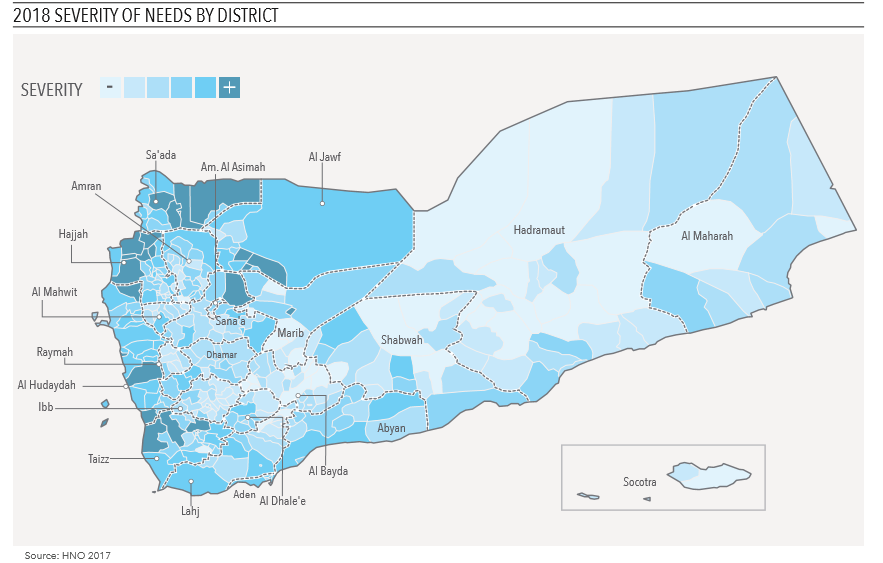 2018 SEVERITY OF NEEDS BY DISTRICT
SEVERITY - +
Sa'ada
Am. Al Asimah
Al Jawf
Amran
Hajjah
Hadramaut
Al Maharah
Al Mahwit
Sana'a
Marib
Shabwah
Raymah
Dhamar
Al Hudaydah
Ibb
Abyan
Taizz
Al Bayda
Socotra
Aden
Al Dhale'e
Lahj
Source: HNO 2017